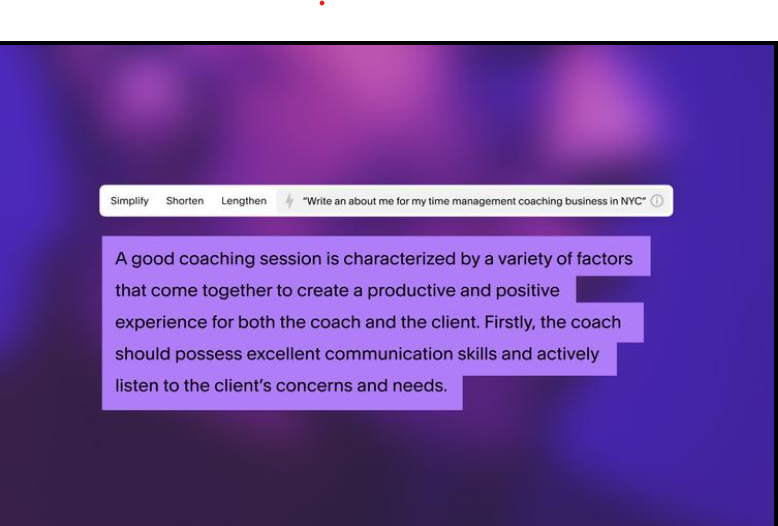 Simplify Shorten Lengthen "Write an about me for my time management coaching business in NYC"
A good coaching session is characterized by a variety of factors
that come together to create a productive and positive
experience for both the coach and the client. Firstly, the coach
should possess excellent communication skills and actively
listen to the client’s concerns and needs.